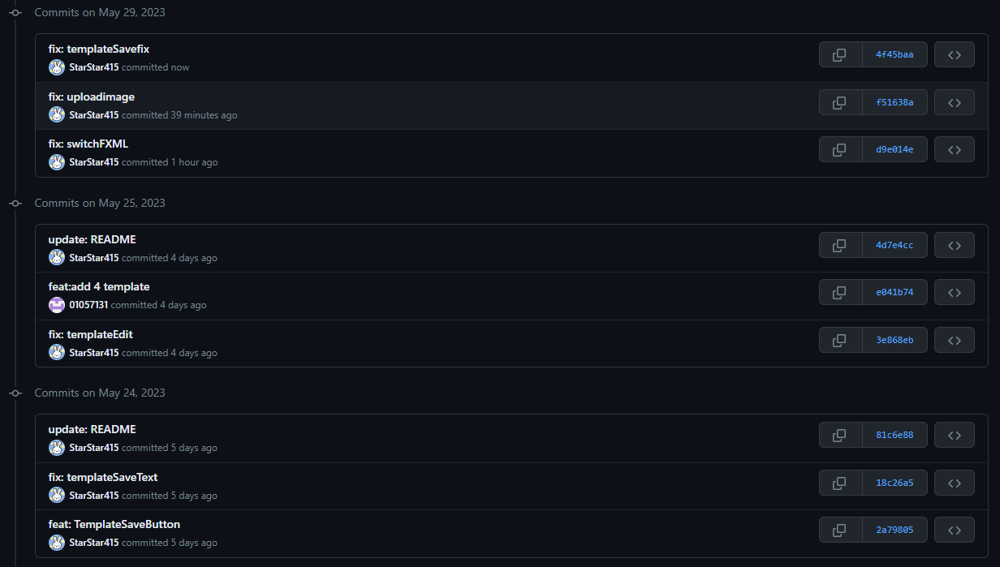 Commits on May 29, 2023
fix: templateSavefix
StarStar415 committed now
4f45baa
fix: uploadimage
StarStar415 committed 39 minutes ago
f51638a
fix: switchFXML
StarStar415 committed 1 hour ago
d9e014e
Commits on May 25, 2023
update: README
StarStar415 committed 4 days ago
4d7e4cc
feat:add 4 template
01057131 committed 4 days ago
e041b74
fix: templateEdit
StarStar415 committed 4 days ago
3e868eb
Commits on May 24, 2023
update: README
StarStar415 committed 5 days ago
81c6e88
fix: templateSaveText
StarStar415 committed 5 days ago
18c26a5
feat: TemplateSaveButton
StarStar415 committed 5 days ago
2a79805